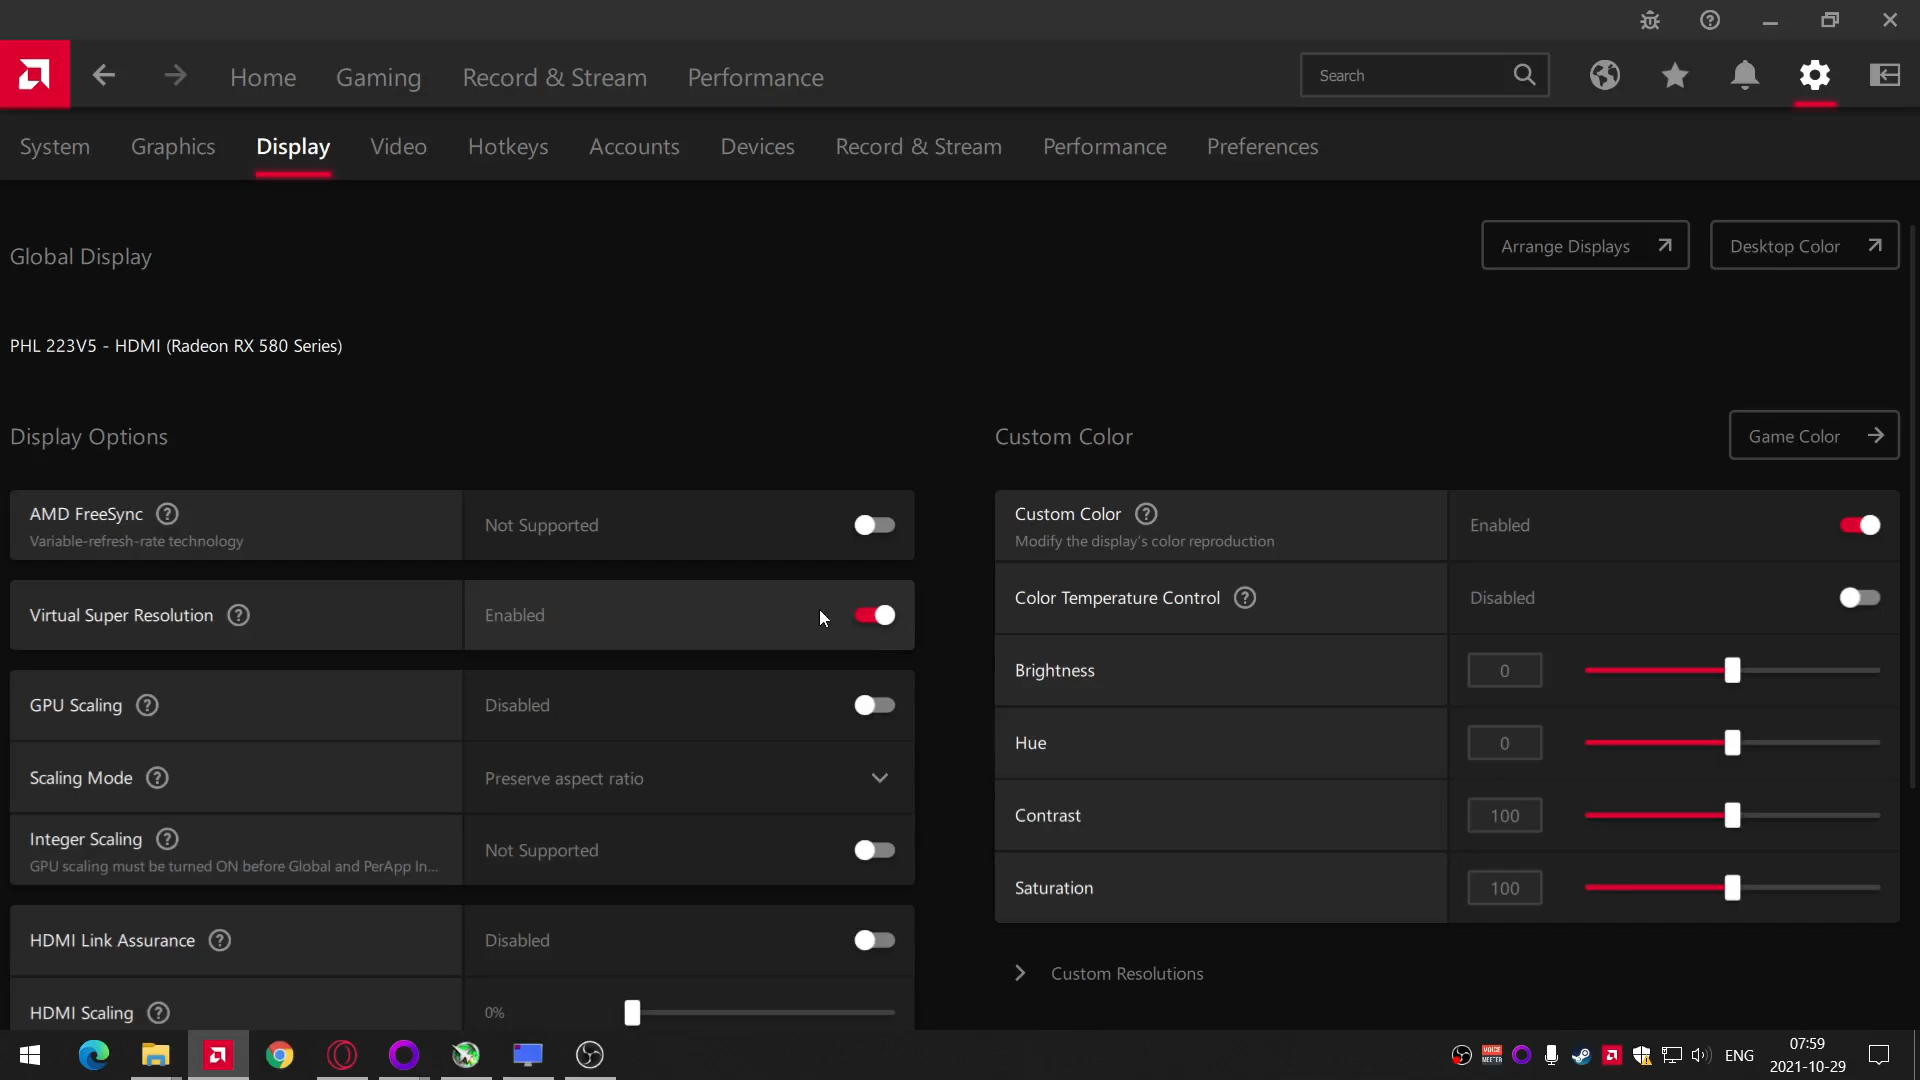 Home Gaming Record & Stream Performance Search
System Graphics Display Video Hotkeys Accounts Devices Record & Stream Performance Preferences
Global Display
Arrange Displays
Desktop Color
PHL 223V5 - HDMI (Radeon RX 580 Series)
Display Options
AMD FreeSync
Variable-refresh-rate technology
Not Supported
Virtual Super Resolution
Enabled
GPU Scaling
Disabled
Scaling Mode
Preserve aspect ratio
Integer Scaling
GPU scaling must be turned ON before Global and PerApp In...
Not Supported
HDMI Link Assurance
Disabled
HDMI Scaling
0%
Custom Color
Game Color
Custom Color
Modify the display's color reproduction
Enabled
Color Temperature Control
Disabled
Brightness
0
Hue
0
Contrast
100
Saturation
100
Custom Resolutions
VOICE
MEETER
ENG
07:59
2021-10-29